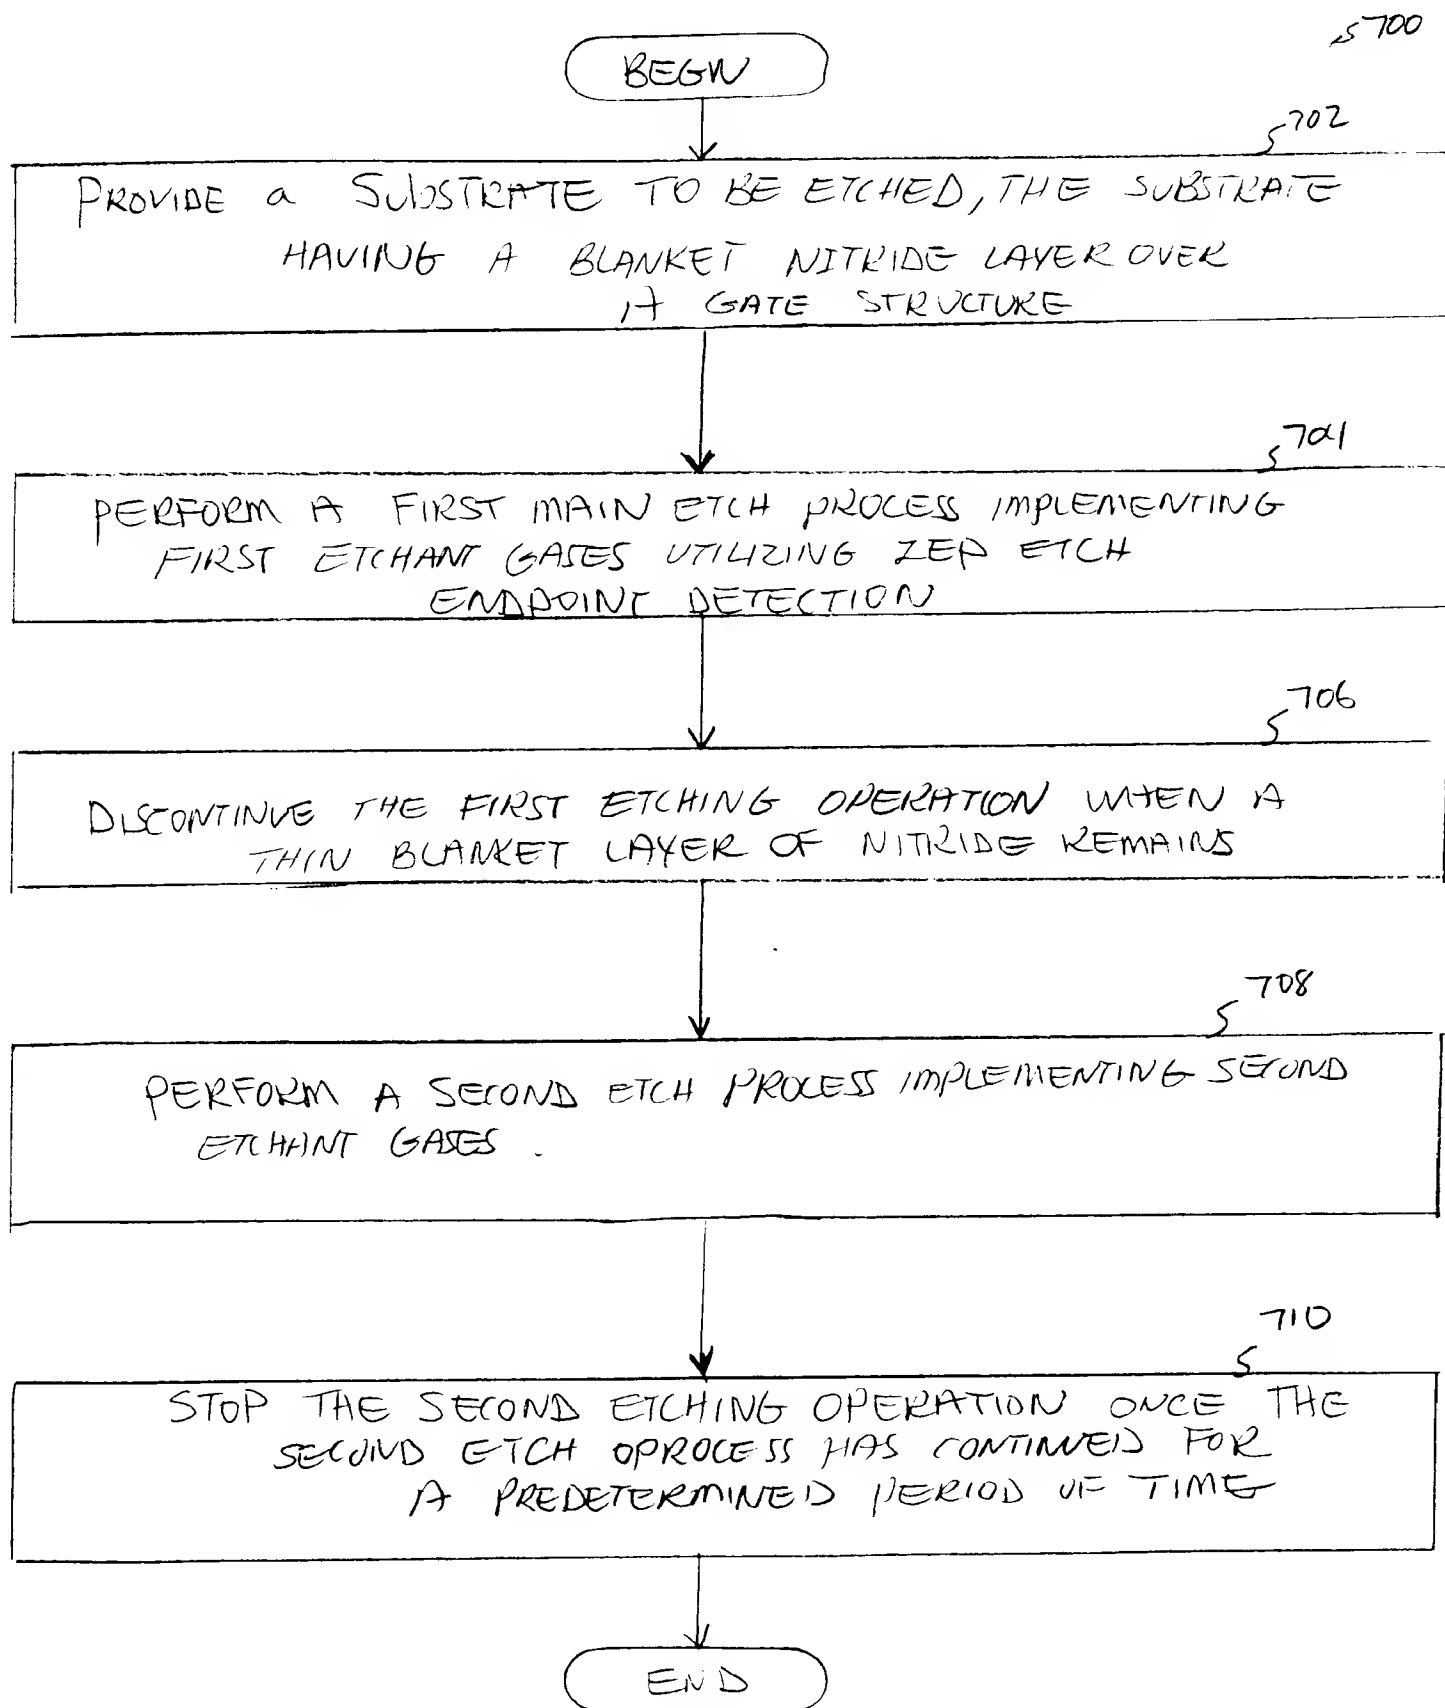 700
BEGIN
702
PROVIDE a SUBSTRATE TO BE ETCHED, THE SUBSTRATE
HAVING A BLANKET NITRIDE LAYER OVER
A GATE STRUCTURE
704
PERFORM A FIRST MAIN ETCH PROCESS IMPLEMENTING
FIRST ETCHANT GASES UTILIZING IEP ETCH
ENDPOINT DETECTION
706
DISCONTINUE THE FIRST ETCHING OPERATION WHEN A
THIN BLANKET LAYER OF NITRIDE REMAINS
708
PERFORM A SECOND ETCH PROCESS IMPLEMENTING SECOND
ETCHANT GASES.
710
STOP THE SECOND ETCHING OPERATION ONCE THE
SECOND ETCH OPROCESS HAS CONTINUED FOR
A PREDETERMINED PERIOD OF TIME
END